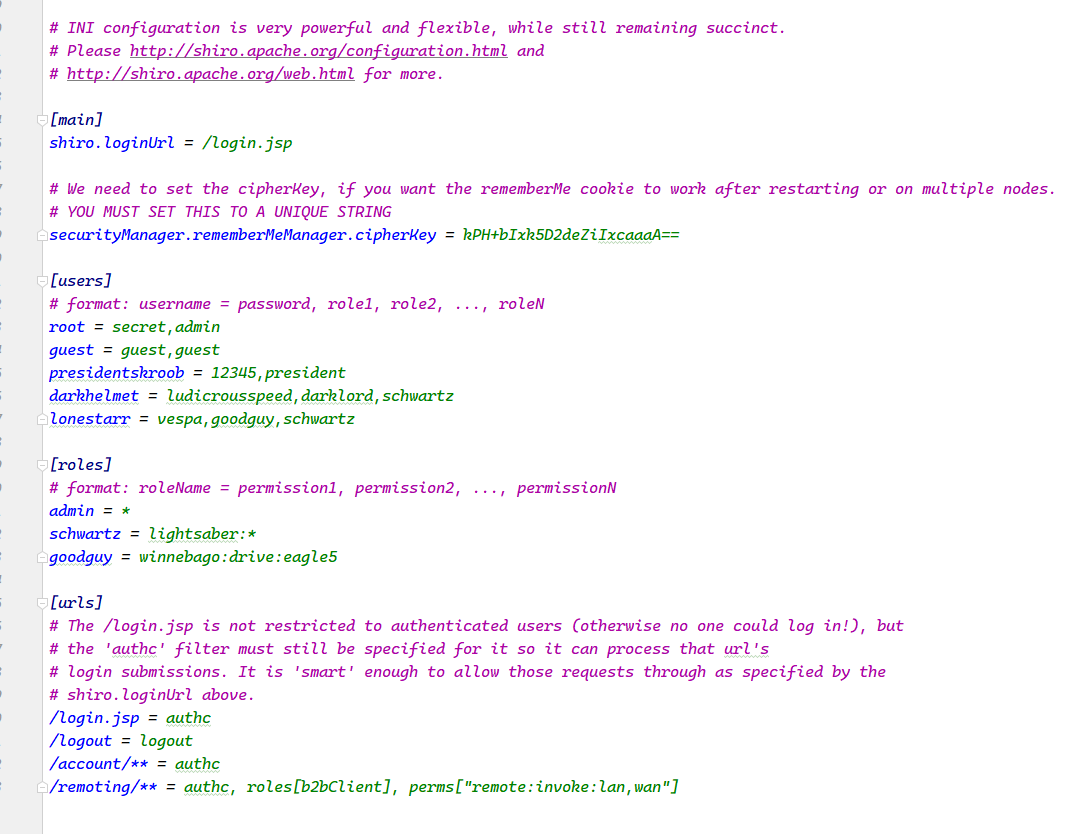 # INI configuration is very powerful and flexible, while still remaining succinct.
# Please http://shiro.apache.org/configuration.html and
# http://shiro.apache.org/web.html for more.
[main]
shiro.loginUrl = /login.jsp
# We need to set the cipherKey, if you want the rememberMe cookie to work after restarting or on multiple nodes.
# YOU MUST SET THIS TO A UNIQUE STRING
securityManager.rememberMeManager.cipherKey = kPH+bIxk5D2deZiIxcaaaA==
[users]
# format: username = password, role1, role2, ..., roleN
root = secret,admin
guest = guest,guest
presidentskroob = 12345,president
darkhelmet = ludicrousspeed,darklord,schwartz
lonestarr = vespa,goodguy,schwartz
[roles]
# format: roleName = permission1, permission2, ..., permissionN
admin = *
schwartz = lightsaber:*
goodguy = winnebago:drive:eagle5
[urls]
# The /login.jsp is not restricted to authenticated users (otherwise no one could log in!), but
# the 'authc' filter must still be specified for it so it can process that url's
# login submissions. It is 'smart' enough to allow those requests through as specified by the
# shiro.loginUrl above.
/login.jsp = authc
/logout = logout
/account/** = authc
/remoting/** = authc, roles[b2bClient], perms["remote:invoke:lan,wan"]